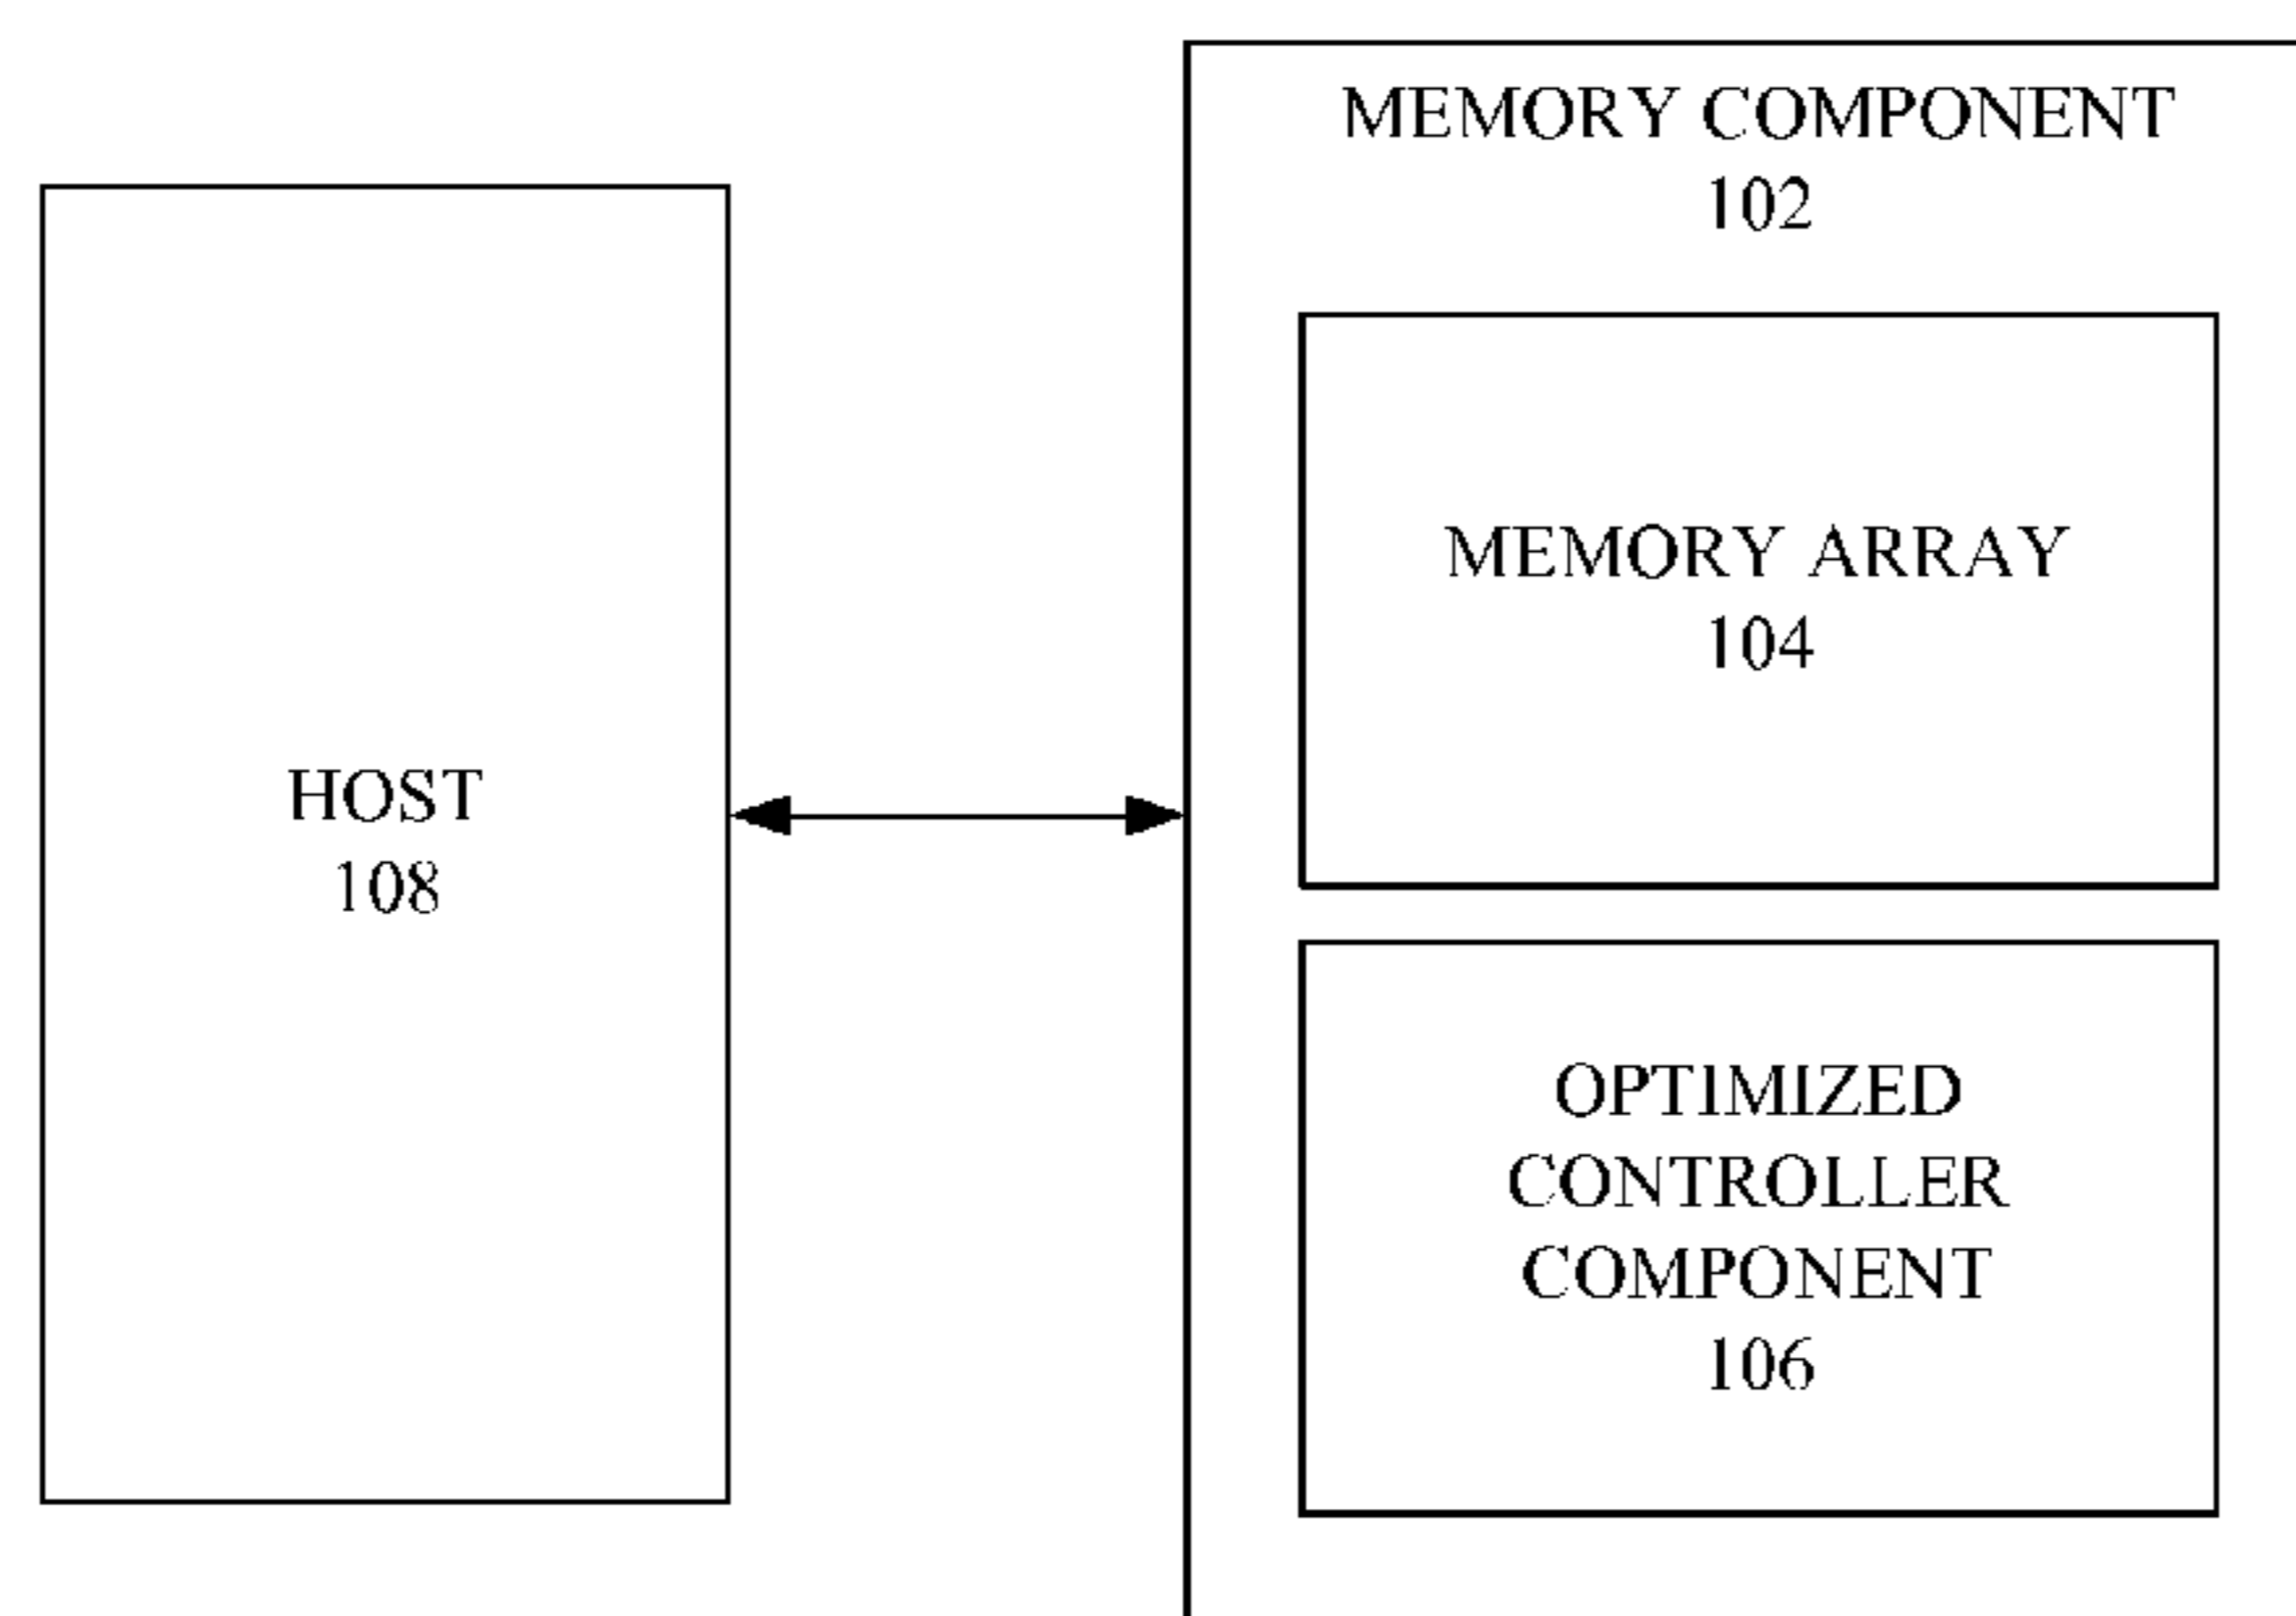 MEMORY COMPONENT
102
MEMORY ARRAY
104
HOST
108
OPTIMIZED
CONTROLLER
COMPONENT
106